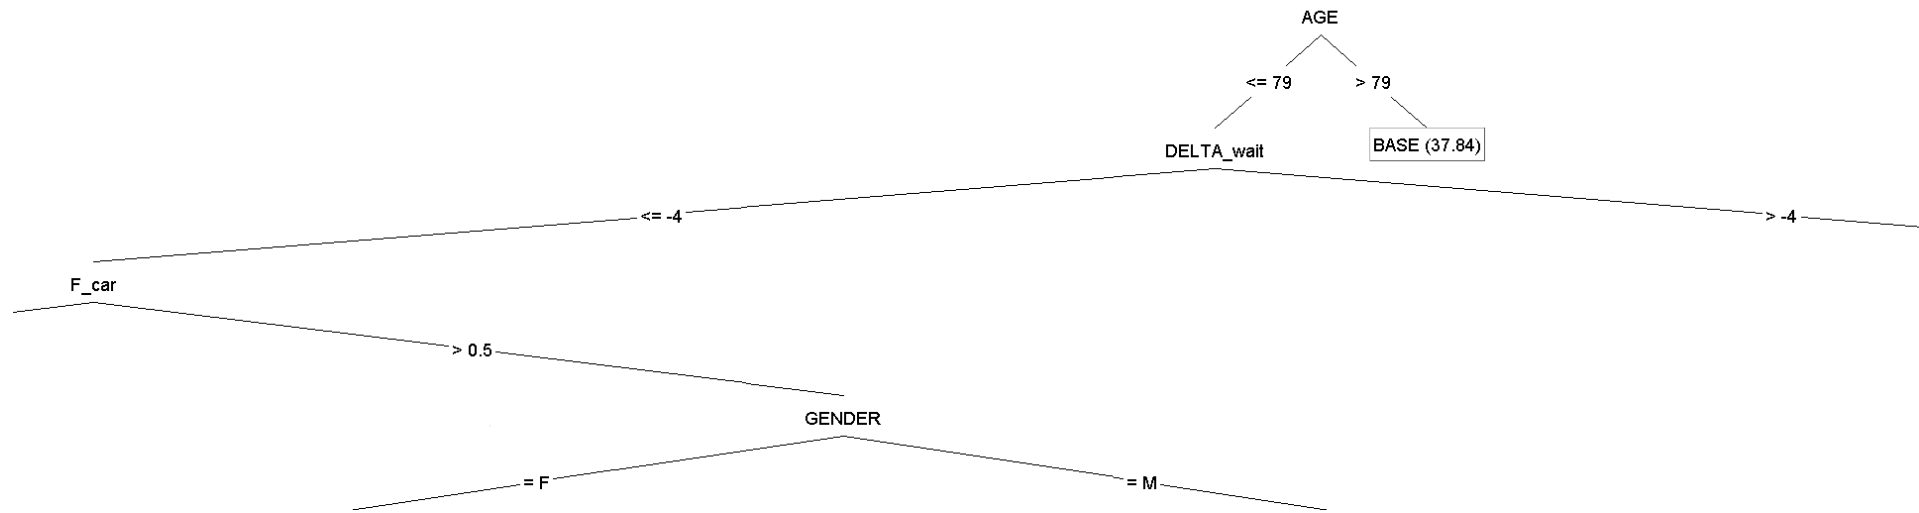 AGE
<= 79
> 79
DELTA_wait
BASE (37.84)
<= -4
> -4
F_car
> 0.5
GENDER
= F
= M